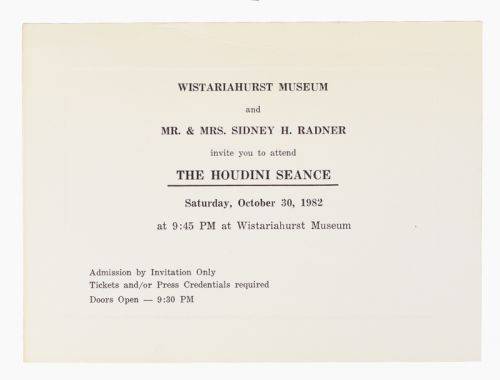 WISTARIAHURST MUSEUM
and
MR. & MRS. SIDNEY H. RADNER
invite you to attend
THE HOUDINI SEANCE
Saturday, October 30, 1982
at 9:45 PM at Wistariahurst Museum
Admission by Invitation Only
Tickets and/or Press Credentials required
Doors Open — 9:30 PM